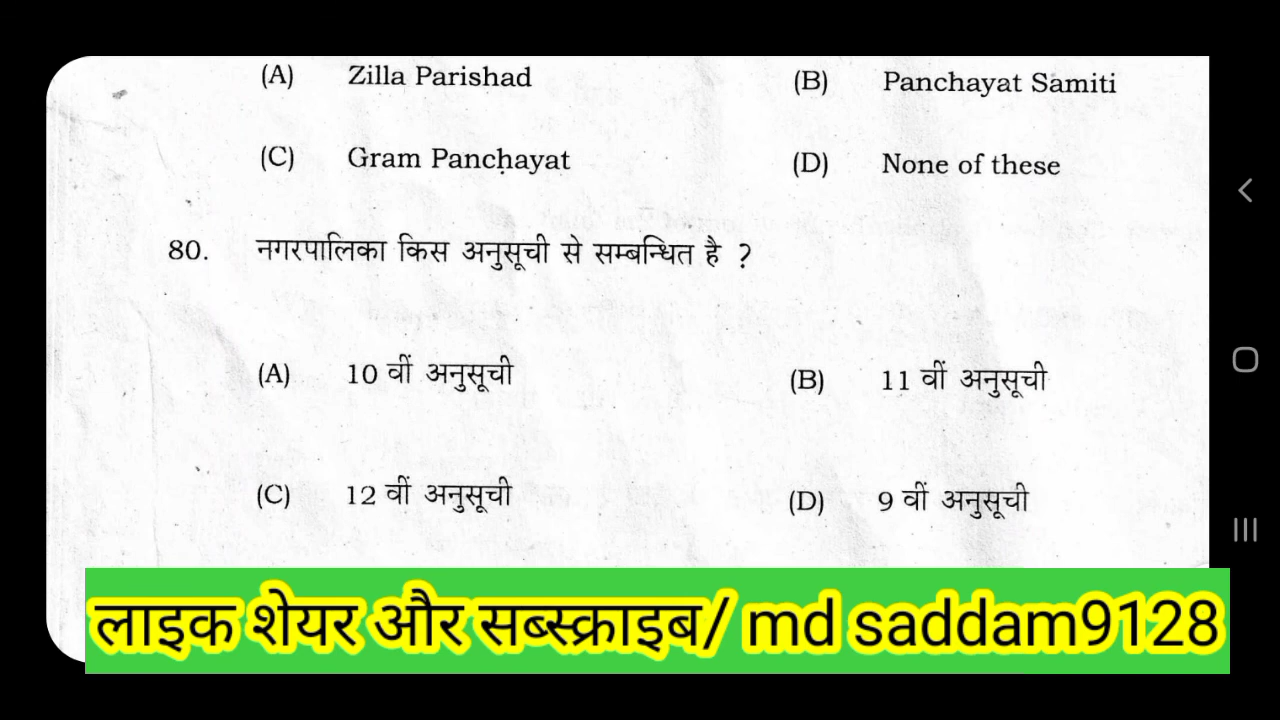 (A) Zilla Parishad (B) Panchayat Samiti
(C) Gram Panchayat (D) None of these
80. नगरपालिका किस अनुसूची से सम्बन्धित है ?
(A) 10 वीं अनुसूची (B) 11 वीं अनुसूची
(C) 12 वीं अनुसूची (D) 9 वीं अनुसूची
लाइक शेयर और सब्स्क्राइब/ md saddam9128